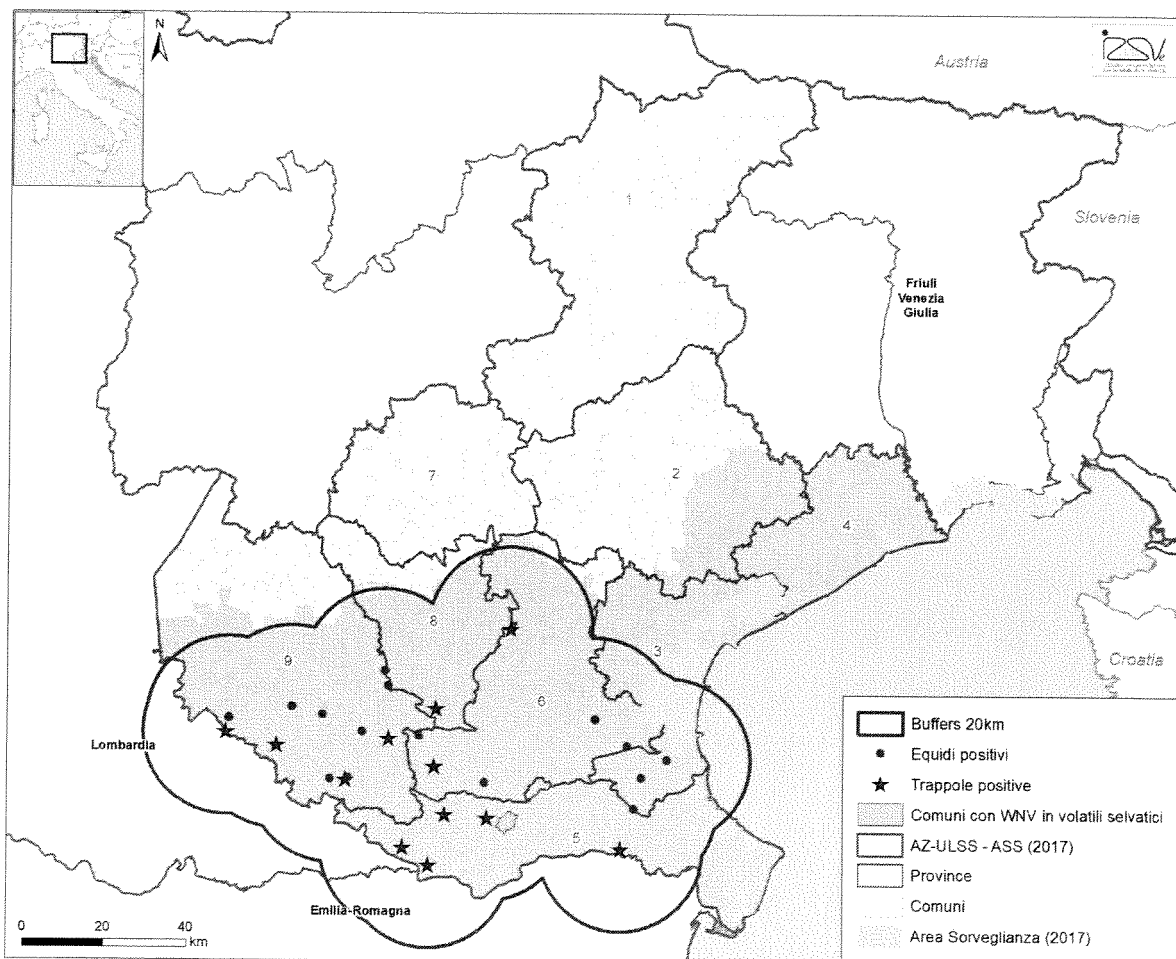 N
iZSVe
Austria
1
Slovenia
Friuli
Venezia
Giulia
7
2
4
8
3
9
6
Croatia
Lombardia
5
Emilia-Romagna
0 20 40
km
Buffers 20km
Equidi positivi
Trappole positive
Comuni con WNV in volatili selvatici
AZ-ULSS - ASS (2017)
Province
Comuni
Area Sorveglianza (2017)